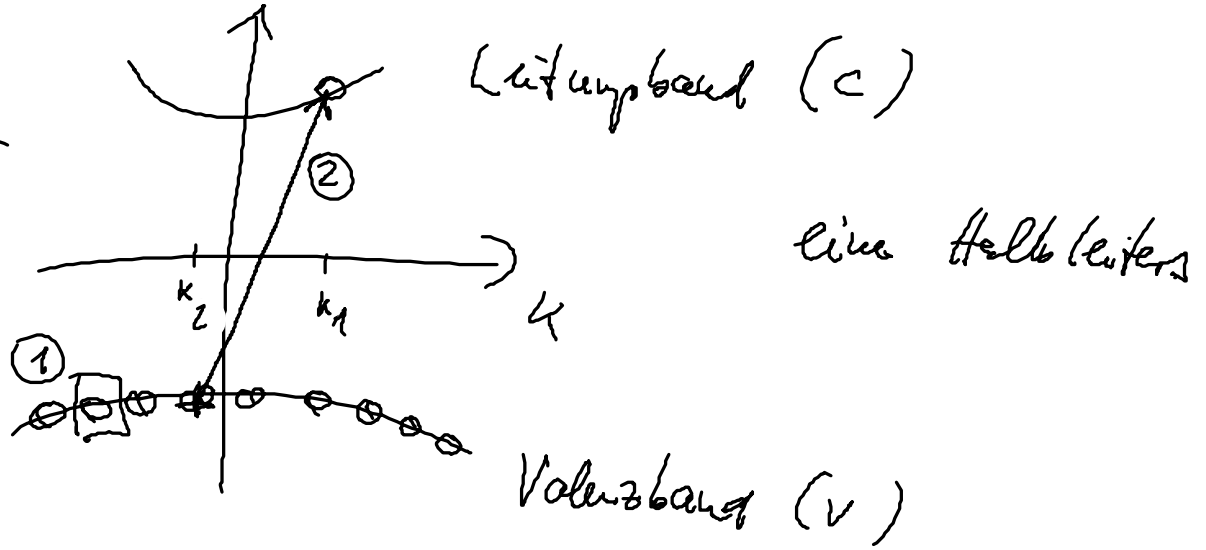 Leitungsband (c)
②
eines Halbleiters
k₂
k₁
k
①
Valenzband (v)